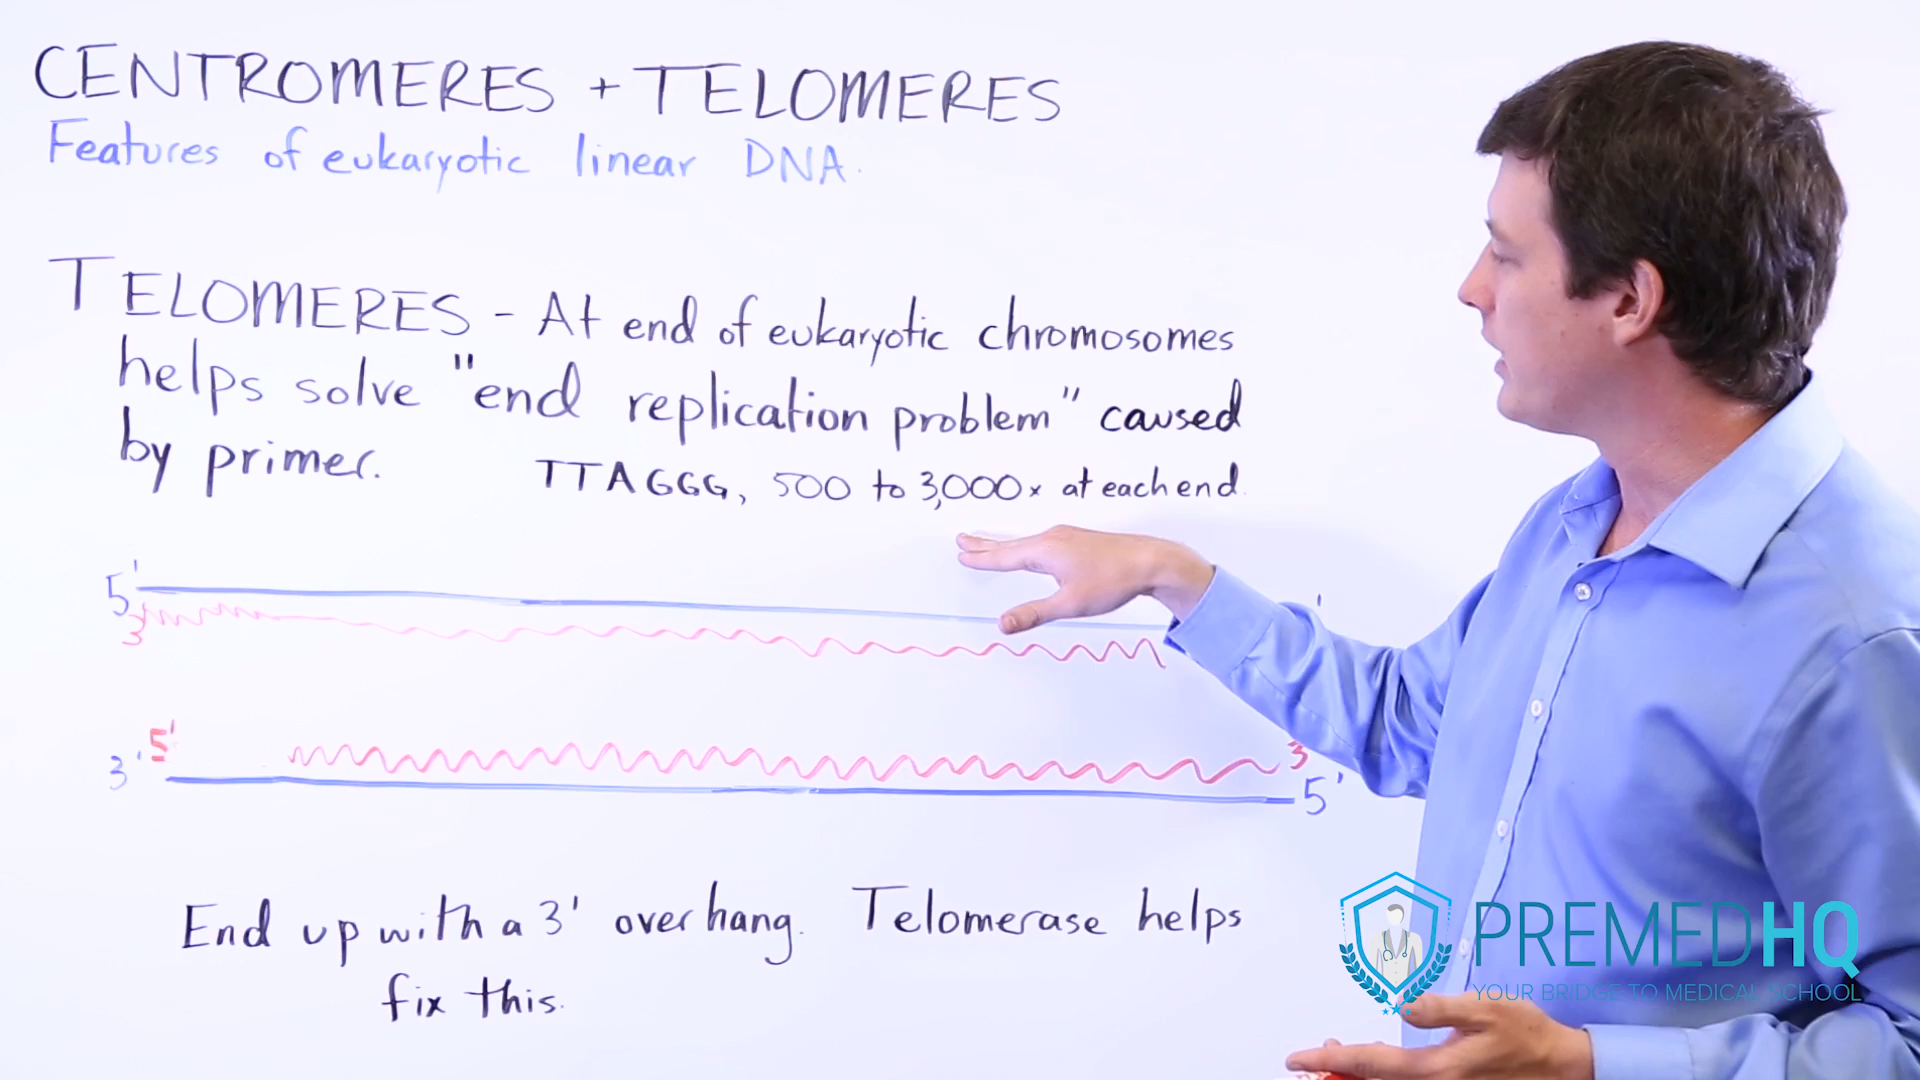 CENTROMERES + TELOMERES
Features of eukaryotic linear DNA.
TELOMERES - At end of eukaryotic chromosomes
helps solve "end replication problem" caused
by primer.
TTAGGG, 500 to 3,000x at each end.
5'
3'
5'
3'
3
5'
End up with a 3' overhang. Telomerase helps
fix this.
PREMEDHQ
YOUR BRIDGE TO MEDICAL SCHOOL